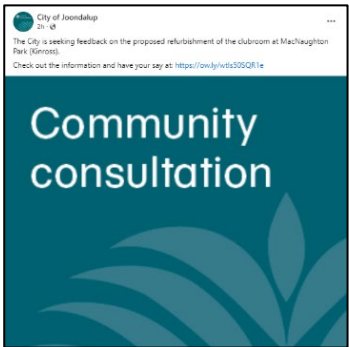 City of Joondalup
2h ·
The City is seeking feedback on the proposed refurbishment of the clubroom at MacNaughton
Park (Kinross).
Check out the information and have your say at: https://ow.ly/wtIs50SQR1e
Community
consultation